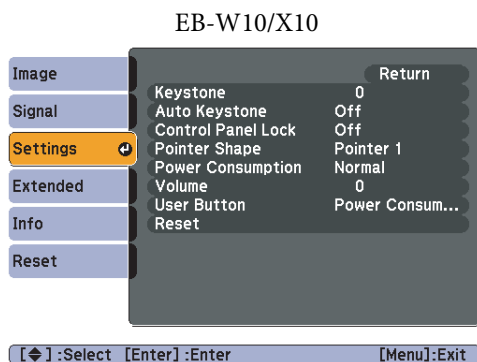 EB-W10/X10
Image
Signal
Settings
Extended
Info
Reset
Return
Keystone 0
Auto Keystone Off
Control Panel Lock Off
Pointer Shape Pointer 1
Power Consumption Normal
Volume 0
User Button Power Consum...
Reset
[ ] :Select [Enter] :Enter [Menu]:Exit